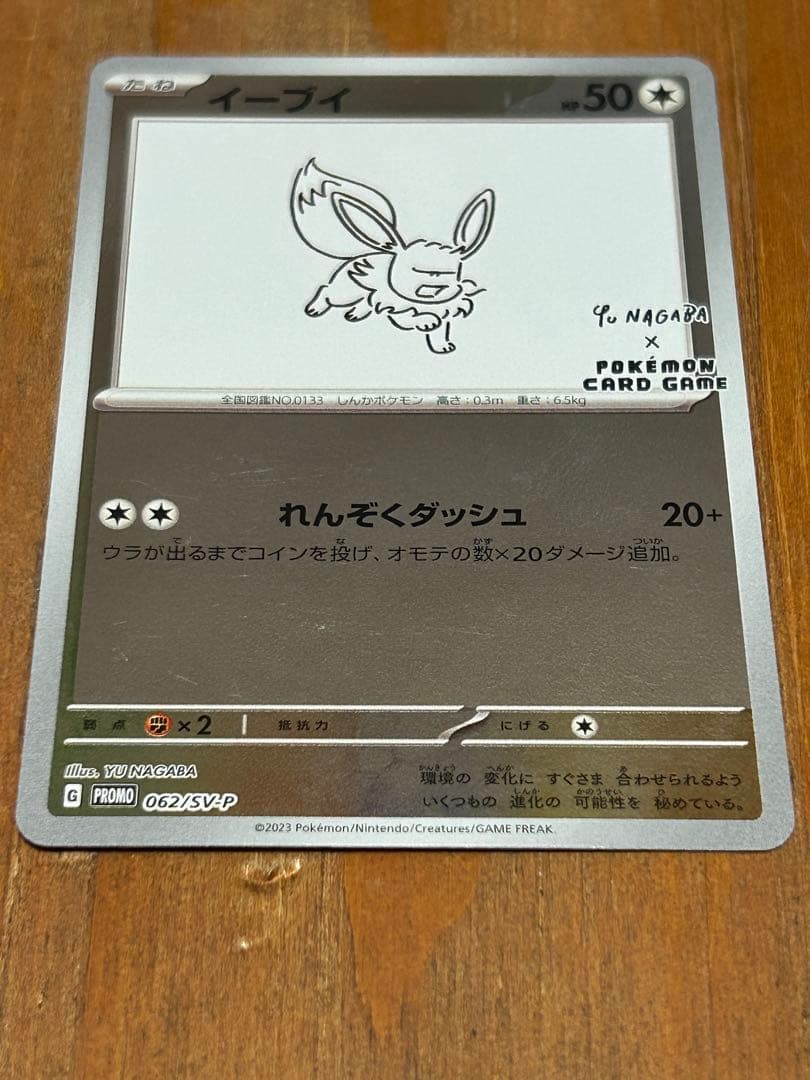 たね
イーブイ
HP50
Yu NAGABA
×
POKÉMON
CARD GAME
全国図鑑NO.0133 しんかポケモン 高さ:0.3m 重さ:6.5kg
れんぞくダッシュ 20+
ウラが出るまでコインを投げ、オモテの数×20ダメージ追加。
弱点 ×2 抵抗力 にげる
Illus. YU NAGABA
環境の 変化に すぐさま 合わせられるよう
いくつもの 進化の 可能性を 秘めている。
G PROMO 062/SV-P
©2023 Pokémon/Nintendo/Creatures/GAME FREAK.